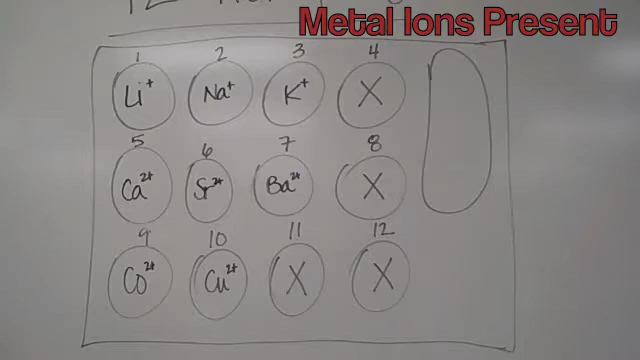 Metal Ions Present
1 2 3 4
Li⁺ Na⁺ K⁺ X
5 6 7 8
Ca²⁺ Sr²⁺ Ba²⁺ X
9 10 11 12
Co²⁺ Cu²⁺ X X